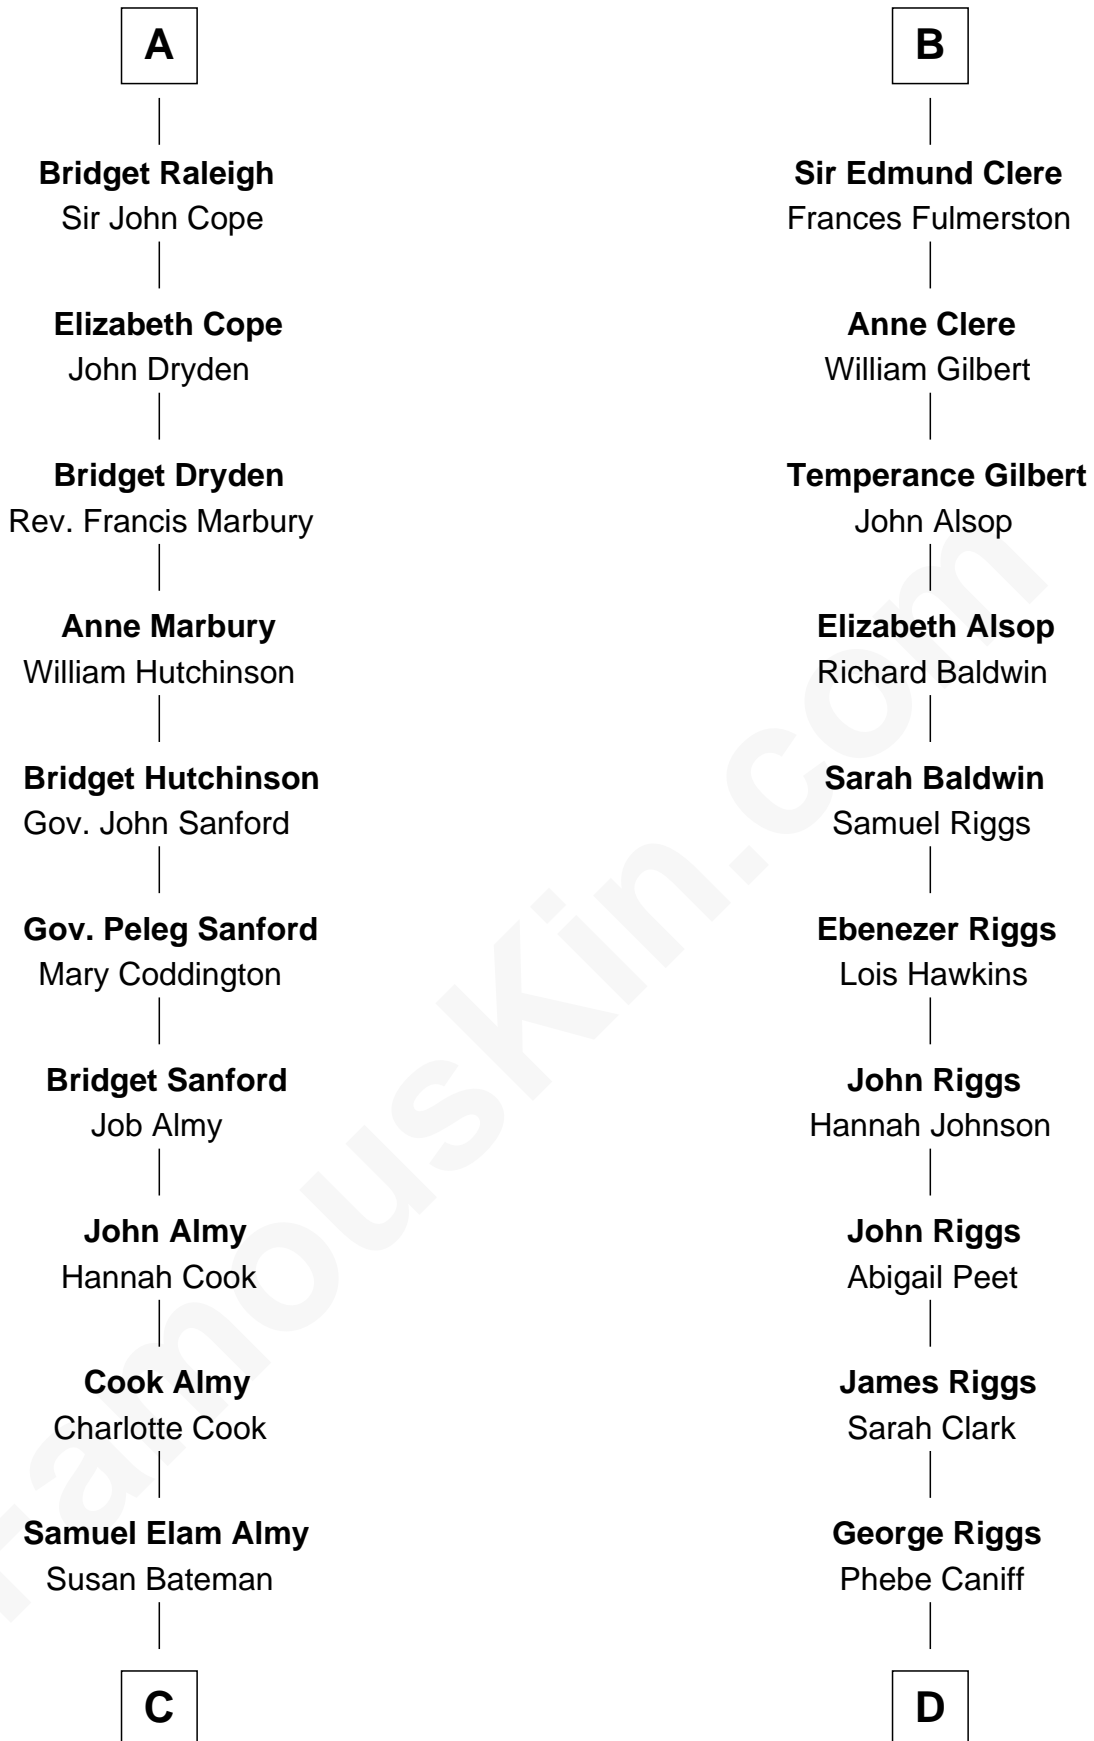 A
Bridget Raleigh
Sir John Cope
Elizabeth Cope
John Dryden
Bridget Dryden
Rev. Francis Marbury
Anne Marbury
William Hutchinson
Bridget Hutchinson
Gov. John Sanford
Gov. Peleg Sanford
Mary Coddington
Bridget Sanford
Job Almy
John Almy
Hannah Cook
Cook Almy
Charlotte Cook
Samuel Elam Almy
Susan Bateman
C
B
Sir Edmund Clere
Frances Fulmerston
Anne Clere
William Gilbert
Temperance Gilbert
John Alsop
Elizabeth Alsop
Richard Baldwin
Sarah Baldwin
Samuel Riggs
Ebenezer Riggs
Lois Hawkins
John Riggs
Hannah Johnson
John Riggs
Abigail Peet
James Riggs
Sarah Clark
George Riggs
Phebe Caniff
D
FamousKin.com